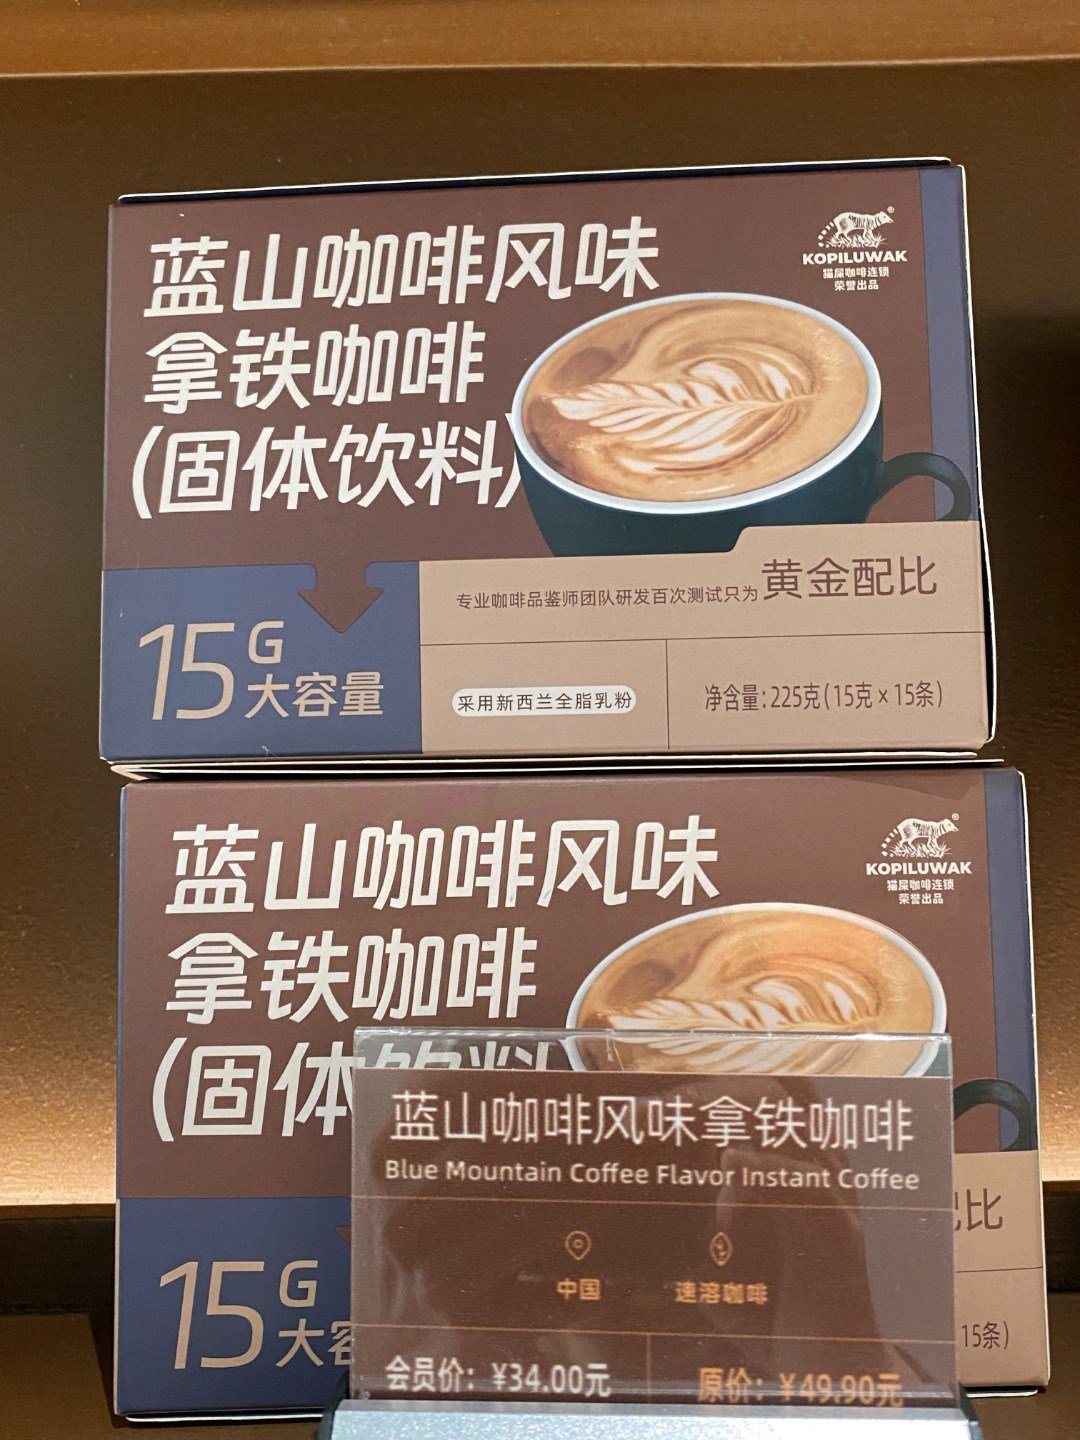 蓝山咖啡风味
拿铁咖啡
(固体饮料)
KOPILUWAK
猫屎咖啡连锁
荣誉出品
专业咖啡品鉴师团队研发百次测试只为黄金配比
15G
大容量
采用新西兰全脂乳粉
净含量:225克(15克×15条)
蓝山咖啡风味
拿铁咖啡
(固体饮料
KOPILUWAK
猫屎咖啡连锁
荣誉出品
配比
15G
大容
15条)
蓝山咖啡风味拿铁咖啡
Blue Mountain Coffee Flavor Instant Coffee
中国
速溶咖啡
会员价：¥34.00元
原价：¥49.90元